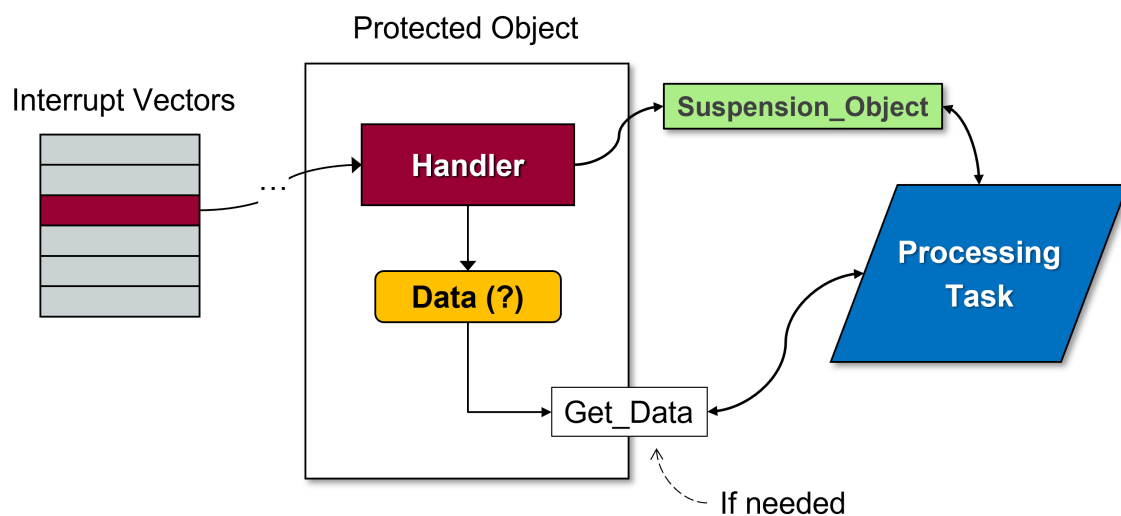 Protected Object
Interrupt Vectors
Suspension_Object
Handler
...
Processing
Task
Data (?)
Get_Data
If needed